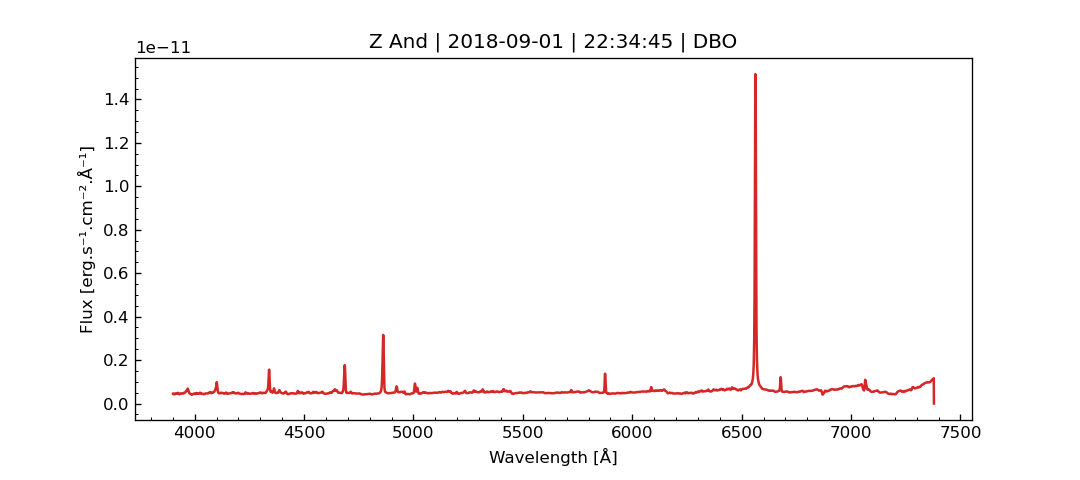 Z And | 2018-09-01 | 22:34:45 | DBO
1e−11
1.4
1.2
1.0
0.8
0.6
0.4
0.2
0.0
Flux [erg.s⁻¹.cm⁻².Å⁻¹]
4000 4500 5000 5500 6000 6500 7000 7500
Wavelength [Å]